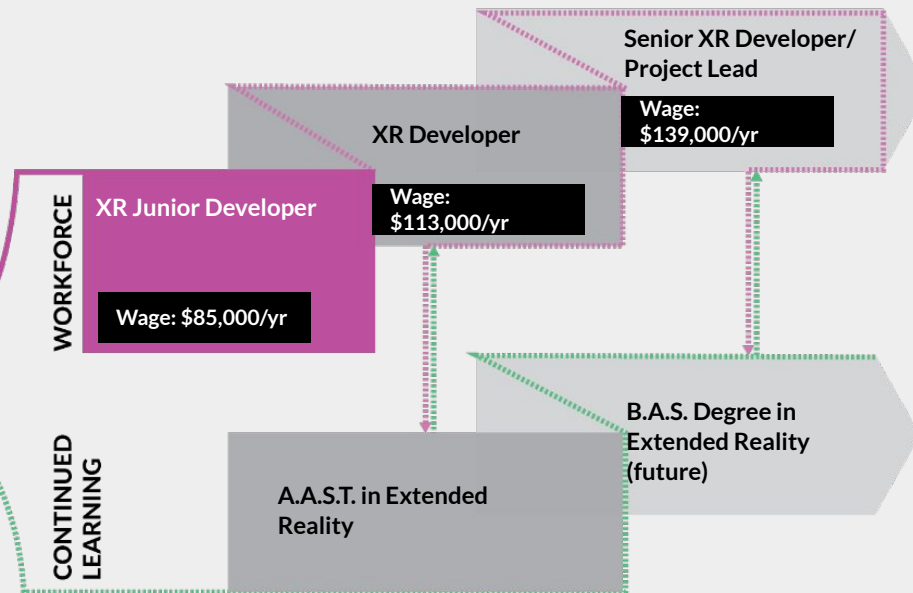 Senior XR Developer/
Project Lead
Wage:
$139,000/yr
XR Developer
Wage:
$113,000/yr
WORKFORCE
XR Junior Developer
Wage: $85,000/yr
CONTINUED
LEARNING
A.A.S.T. in Extended
Reality
B.A.S. Degree in
Extended Reality
(future)